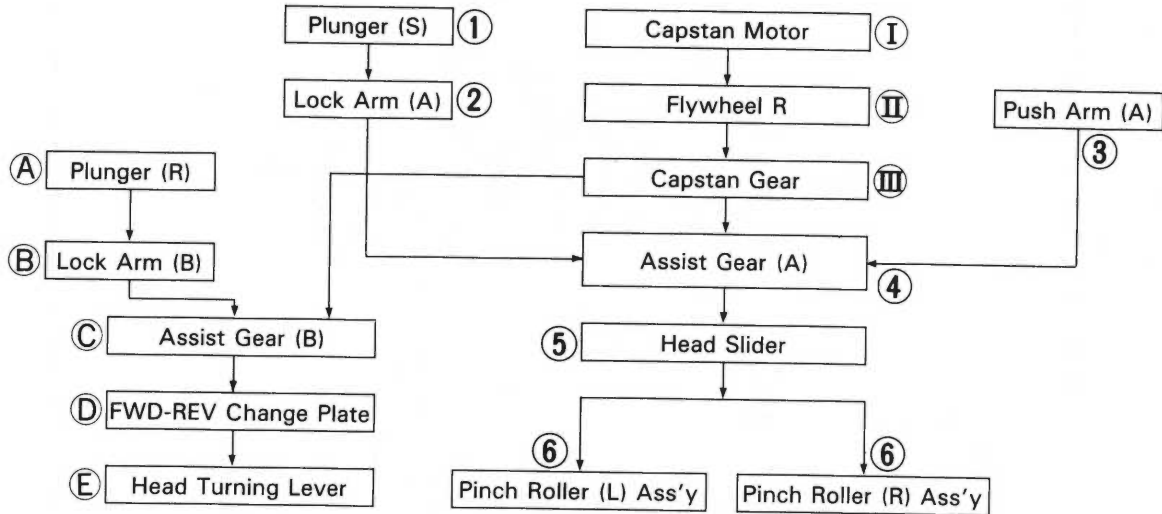 Plunger (S) ①
Capstan Motor Ⅰ
Lock Arm (A) ②
Flywheel R Ⅱ
Push Arm (A)
③
Ⓐ Plunger (R)
Capstan Gear Ⅲ
Ⓑ Lock Arm (B)
Assist Gear (A)
④
Ⓒ Assist Gear (B)
⑤ Head Slider
Ⓓ FWD-REV Change Plate
⑥
⑥
Ⓔ Head Turning Lever
Pinch Roller (L) Ass'y
Pinch Roller (R) Ass'y